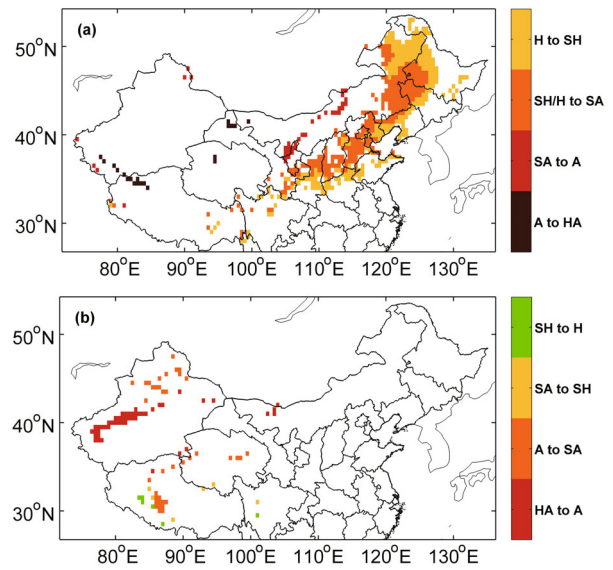 (a)
50°N
40°N
30°N
80°E 90°E 100°E 110°E 120°E 130°E
H to SH
SH/H to SA
SA to A
A to HA
(b)
50°N
40°N
30°N
80°E 90°E 100°E 110°E 120°E 130°E
SH to H
SA to SH
A to SA
HA to A